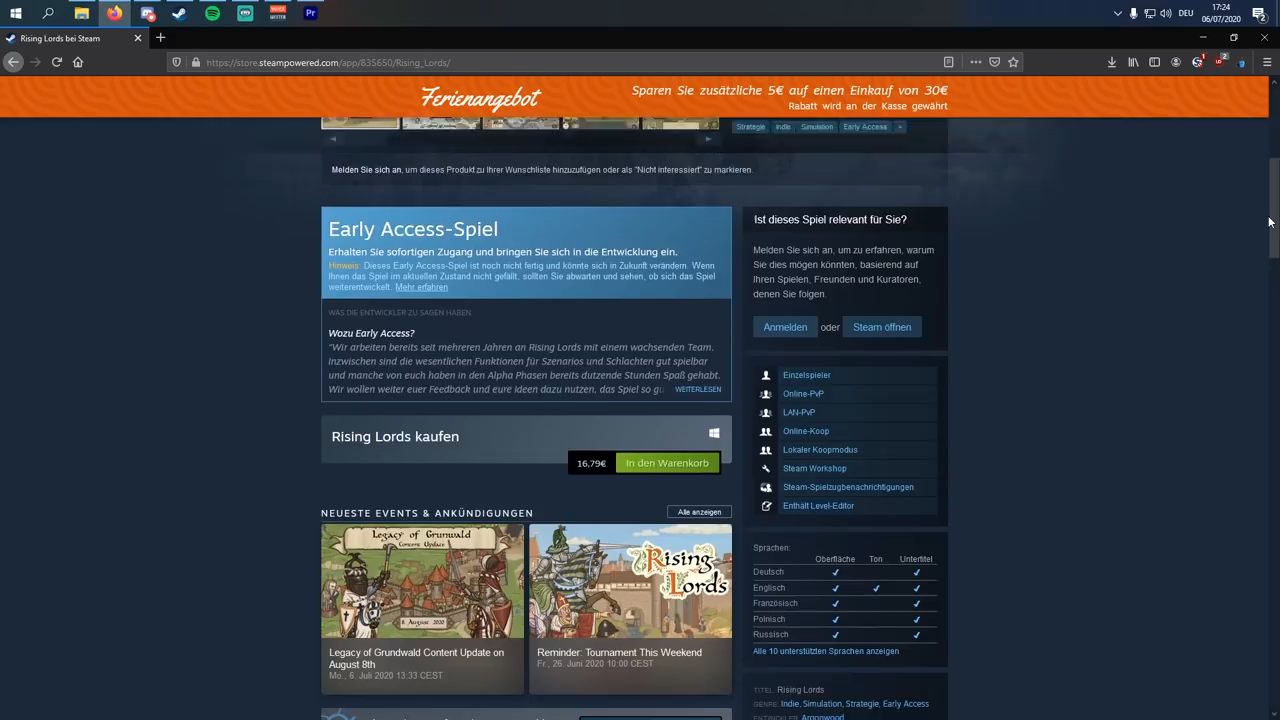 Pr
DEU
17:24
06/07/2020
2
Rising Lords bei Steam
https://store.steampowered.com/app/835650/Rising_Lords/
Ferienangebot
Sparen Sie zusätzliche 5€ auf einen Einkauf von 30€
Rabatt wird an der Kasse gewährt
Strategie Indie Simulation Early Access +
Melden Sie sich an, um dieses Produkt zu Ihrer Wunschliste hinzuzufügen oder als "Nicht interessiert" zu markieren.
Early Access-Spiel
Erhalten Sie sofortigen Zugang und bringen Sie sich in die Entwicklung ein.
Hinweis: Dieses Early Access-Spiel ist noch nicht fertig und könnte sich in Zukunft verändern. Wenn
Ihnen das Spiel im aktuellen Zustand nicht gefällt, sollten Sie abwarten und sehen, ob sich das Spiel
weiterentwickelt. Mehr erfahren
WAS DIE ENTWICKLER ZU SAGEN HABEN
Wozu Early Access?
"Wir arbeiten bereits seit mehreren Jahren an Rising Lords mit einem wachsenden Team.
Inzwischen sind die wesentlichen Funktionen für Szenarios und Schlachten gut spielbar
und manche von euch haben in den Alpha Phasen bereits dutzende Stunden Spaß gehabt.
Wir wollen weiter euer Feedback und eure Ideen dazu nutzen, das Spiel so gu
WEITERLESEN
Rising Lords kaufen
16,79€
In den Warenkorb
NEUESTE EVENTS & ANKÜNDIGUNGEN
Alle anzeigen
Legacy of Grunwald
Content Update
8 August 2020
Legacy of Grundwald Content Update on
August 8th
Mo., 6. Juli 2020 13:33 CEST
Rising
Lords
Reminder: Tournament This Weekend
Fr., 26. Juni 2020 10:00 CEST
Ist dieses Spiel relevant für Sie?
Melden Sie sich an, um zu erfahren, warum
Sie dies mögen könnten, basierend auf
Ihren Spielen, Freunden und Kuratoren,
denen Sie folgen.
Anmelden oder Steam öffnen
Einzelspieler
Online-PvP
LAN-PvP
Online-Koop
Lokaler Koopmodus
Steam Workshop
Steam-Spielzugbenachrichtigungen
Enthält Level-Editor
Sprachen:
Oberfläche Ton Untertitel
Deutsch
Englisch
Französisch
Polnisch
Russisch
Alle 10 unterstützten Sprachen anzeigen
TITEL: Rising Lords
GENRE: Indie, Simulation, Strategie, Early Access
ENTWICKLER: Argonwood